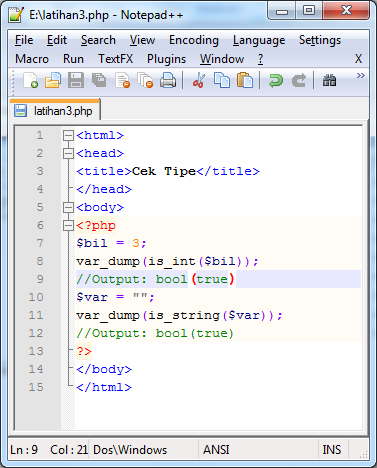 E:\latihan3.php - Notepad++
File Edit Search View Encoding Language Settings
Macro Run TextFX Plugins Window ? X
latihan3.php
1 <html>
2 <head>
3 <title>Cek Tipe</title>
4 </head>
5 <body>
6 <?php
7 $bil = 3;
8 var_dump(is_int($bil));
9 //Output: bool(true)
10 $var = "";
11 var_dump(is_string($var));
12 //Output: bool(true)
13 ?>
14 </body>
15 </html>
Ln : 9 Col : 21 Dos\Windows ANSI INS